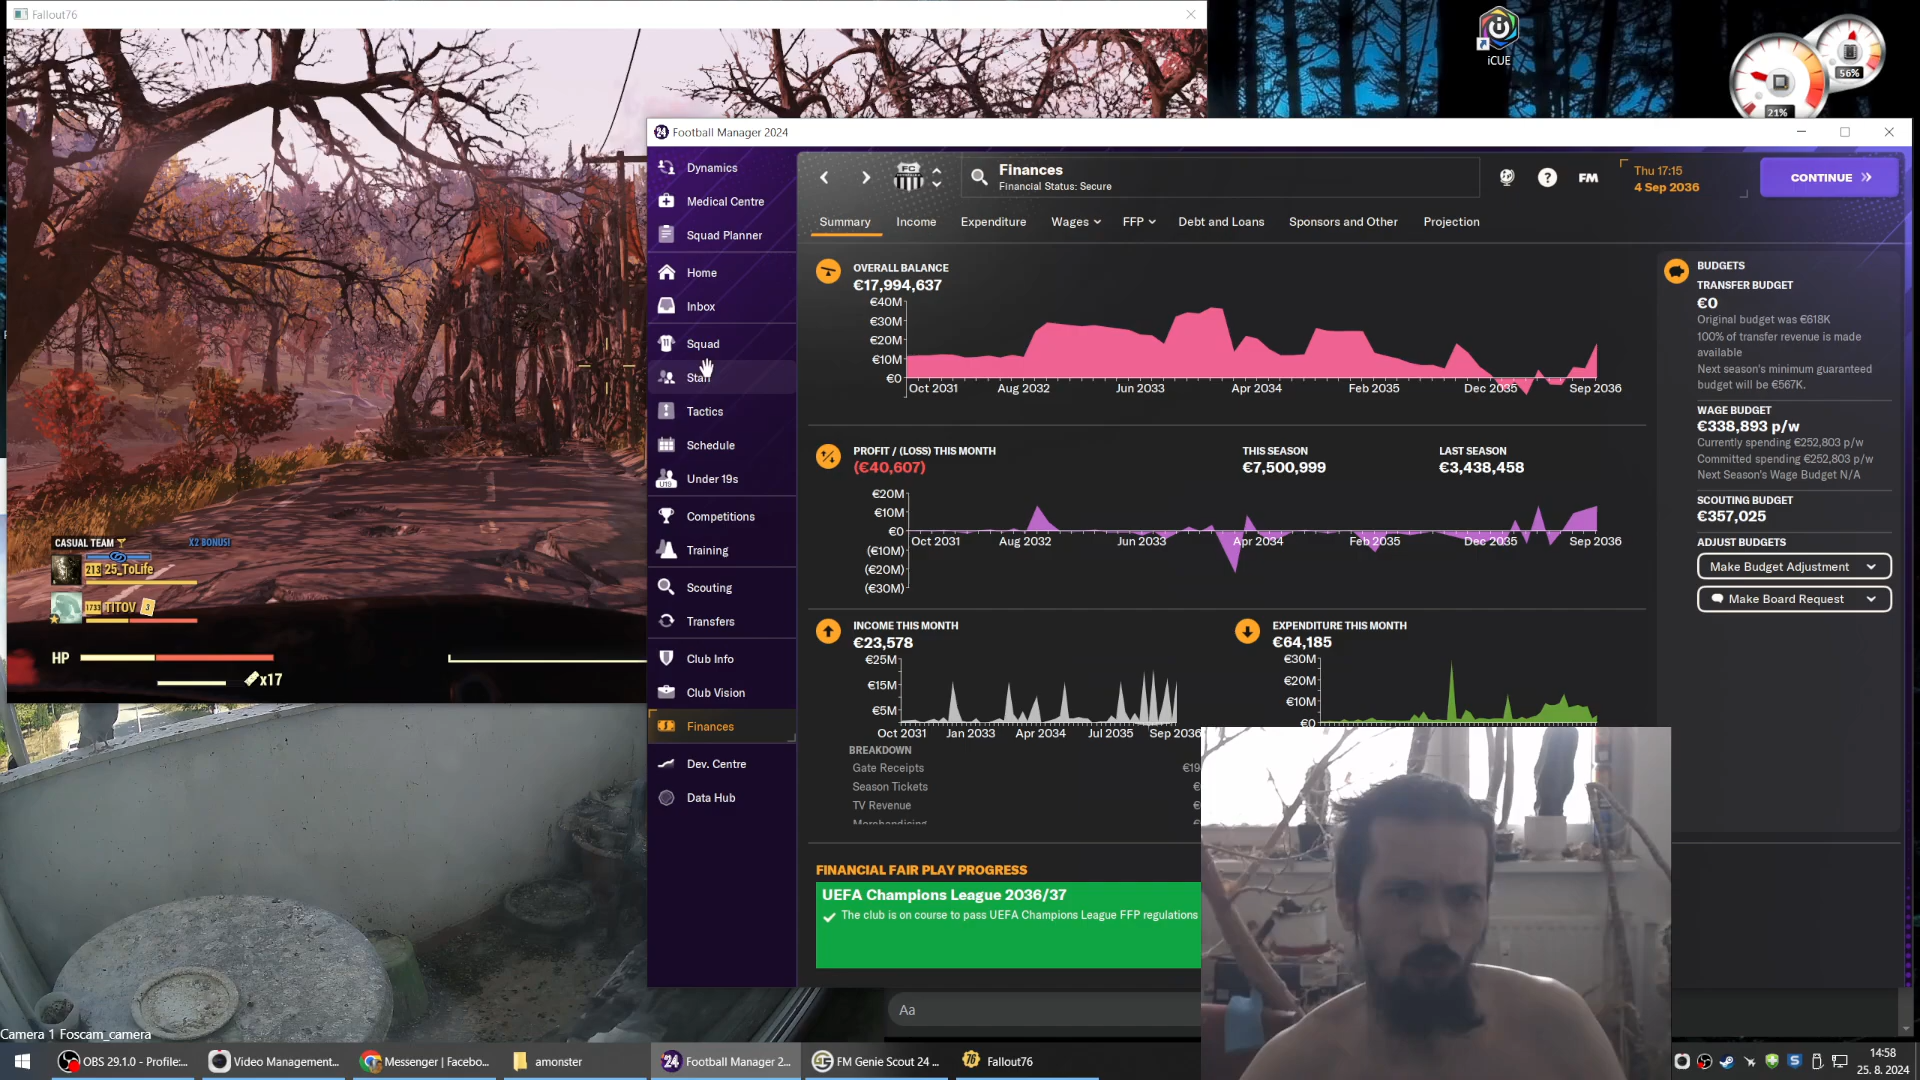 Fallout76
iCUE
56%
21%
CASUAL TEAM
X2 BONUS!
213 25_ToLife
1733 TITOV 3
HP
x17
Football Manager 2024
Dynamics
Medical Centre
Squad Planner
Home
Inbox
Squad
Staff
Tactics
Schedule
Under 19s
Competitions
Training
Scouting
Transfers
Club Info
Club Vision
Finances
Dev. Centre
Data Hub
Finances
Financial Status: Secure
FM
Thu 17:15
4 Sep 2036
CONTINUE
Summary
Income
Expenditure
Wages
FFP
Debt and Loans
Sponsors and Other
Projection
OVERALL BALANCE
€17,994,637
€40M
€30M
€20M
€10M
€0
Oct 2031
Aug 2032
Jun 2033
Apr 2034
Feb 2035
Dec 2035
Sep 2036
PROFIT / (LOSS) THIS MONTH
(€40,607)
THIS SEASON
€7,500,999
LAST SEASON
€3,438,458
€20M
€10M
€0
(€10M)
(€20M)
(€30M)
Oct 2031
Aug 2032
Jun 2033
Apr 2034
Feb 2035
Dec 2035
Sep 2036
INCOME THIS MONTH
€23,578
€25M
€15M
€5M
Oct 2031
Jan 2033
Apr 2034
Jul 2035
Sep 2036
EXPENDITURE THIS MONTH
€64,185
€30M
€20M
€10M
€0
BREAKDOWN
Gate Receipts
€19
Season Tickets
€
TV Revenue
€
Merchandising
FINANCIAL FAIR PLAY PROGRESS
UEFA Champions League 2036/37
The club is on course to pass UEFA Champions League FFP regulations
BUDGETS
TRANSFER BUDGET
€0
Original budget was €618K
100% of transfer revenue is made
available
Next season's minimum guaranteed
budget will be €567K.
WAGE BUDGET
€338,893 p/w
Currently spending €252,803 p/w
Committed spending €252,803 p/w
Next Season's Wage Budget N/A
SCOUTING BUDGET
€357,025
ADJUST BUDGETS
Make Budget Adjustment
Make Board Request
Aa
Camera 1 Foscam_camera
OBS 29.1.0 - Profile:...
Video Management...
Messenger | Facebo...
amonster
Football Manager 2...
FM Genie Scout 24 ...
Fallout76
14:58
25. 8. 2024